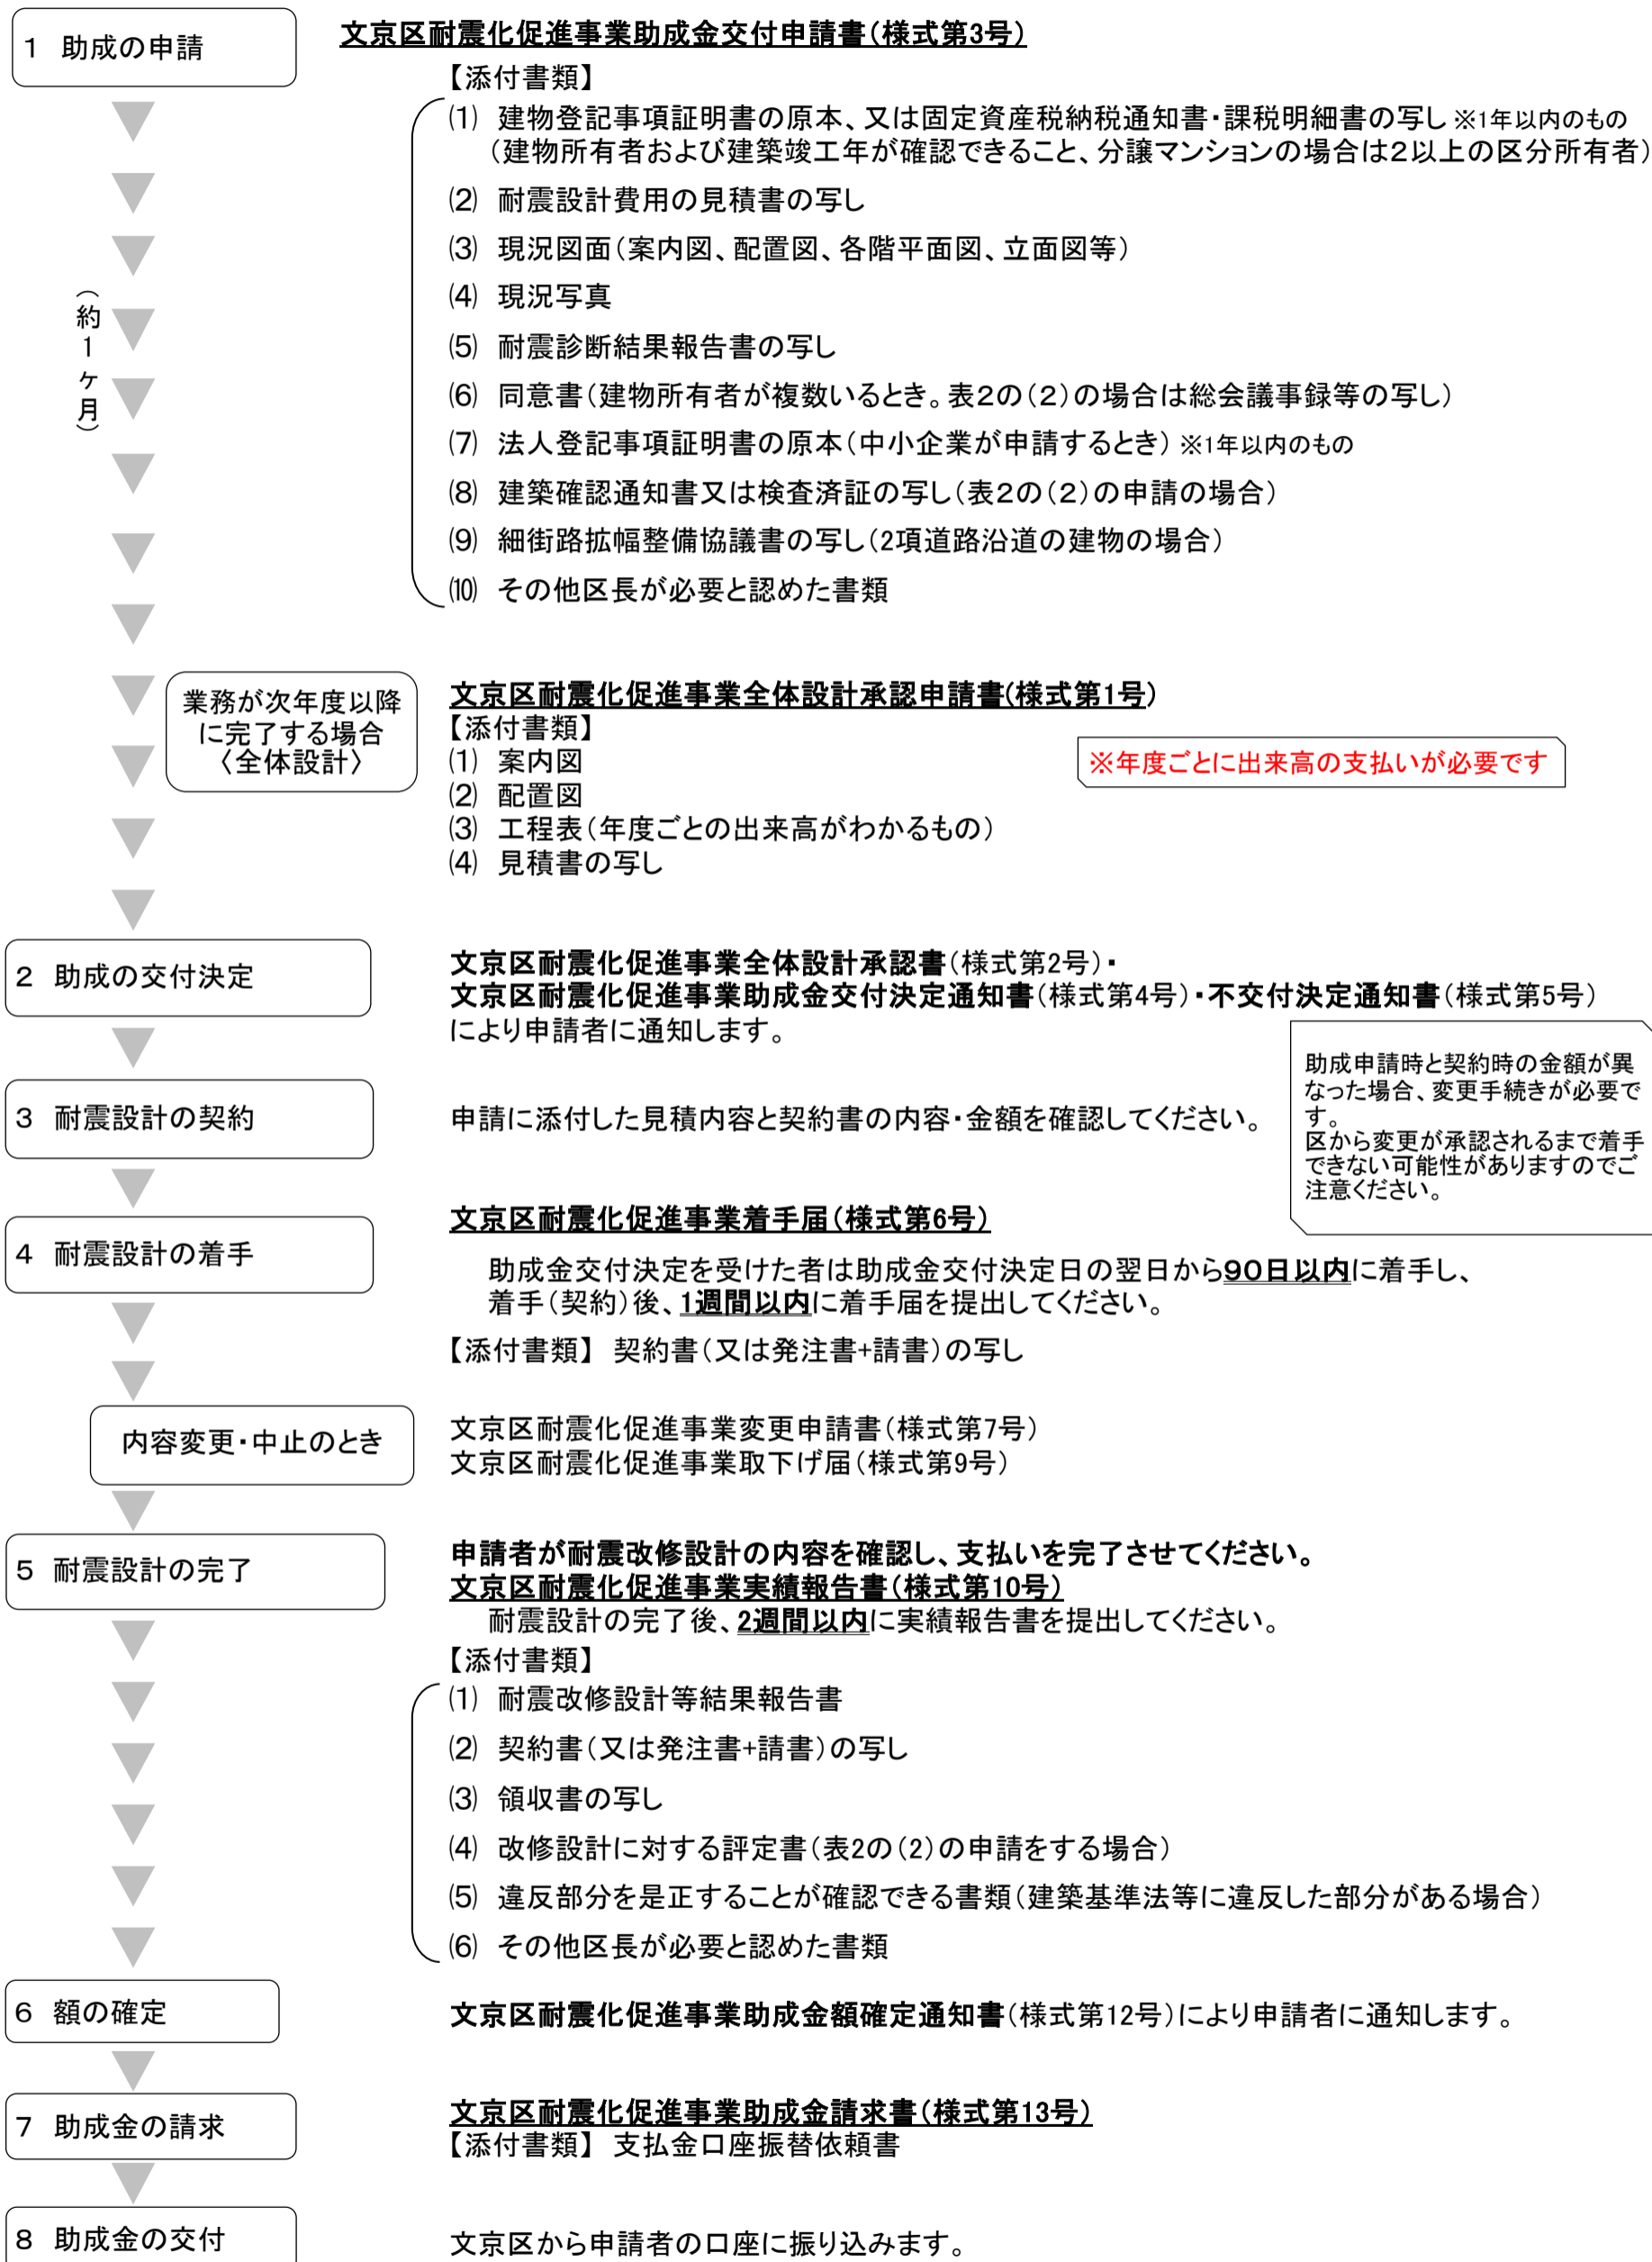 1 助成の申請
文京区耐震化促進事業助成金交付申請書(様式第3号)
【添付書類】
⑴ 建物登記事項証明書の原本、又は固定資産税納税通知書・課税明細書の写し ※1年以内のもの
(建物所有者および建築竣工年が確認できること、分譲マンションの場合は2以上の区分所有者)
⑵ 耐震設計費用の見積書の写し
⑶ 現況図面(案内図、配置図、各階平面図、立面図等)
⑷ 現況写真
⑸ 耐震診断結果報告書の写し
⑹ 同意書(建物所有者が複数いるとき。表2の(2)の場合は総会議事録等の写し)
⑺ 法人登記事項証明書の原本(中小企業が申請するとき) ※1年以内のもの
⑻ 建築確認通知書又は検査済証の写し(表2の(2)の申請の場合)
⑼ 細街路拡幅整備協議書の写し(2項道路沿道の建物の場合)
⑽ その他区長が必要と認めた書類
(約1ヶ月)
業務が次年度以降
に完了する場合
〈全体設計〉
文京区耐震化促進事業全体設計承認申請書(様式第1号)
【添付書類】
⑴ 案内図
⑵ 配置図
⑶ 工程表(年度ごとの出来高がわかるもの)
⑷ 見積書の写し
※年度ごとに出来高の支払いが必要です
2 助成の交付決定
文京区耐震化促進事業全体設計承認書(様式第2号)・
文京区耐震化促進事業助成金交付決定通知書(様式第4号)・不交付決定通知書(様式第5号)
により申請者に通知します。
3 耐震設計の契約
申請に添付した見積内容と契約書の内容・金額を確認してください。
助成申請時と契約時の金額が異
なった場合、変更手続きが必要で
す。
区から変更が承認されるまで着手
できない可能性がありますのでご
注意ください。
4 耐震設計の着手
文京区耐震化促進事業着手届(様式第6号)
助成金交付決定を受けた者は助成金交付決定日の翌日から90日以内に着手し、
着手(契約)後、1週間以内に着手届を提出してください。
【添付書類】 契約書(又は発注書+請書)の写し
内容変更・中止のとき
文京区耐震化促進事業変更申請書(様式第7号)
文京区耐震化促進事業取下げ届(様式第9号)
5 耐震設計の完了
申請者が耐震改修設計の内容を確認し、支払いを完了させてください。
文京区耐震化促進事業実績報告書(様式第10号)
耐震設計の完了後、2週間以内に実績報告書を提出してください。
【添付書類】
⑴ 耐震改修設計等結果報告書
⑵ 契約書(又は発注書+請書)の写し
⑶ 領収書の写し
⑷ 改修設計に対する評定書(表2の(2)の申請をする場合)
⑸ 違反部分を是正することが確認できる書類(建築基準法等に違反した部分がある場合)
⑹ その他区長が必要と認めた書類
6 額の確定
文京区耐震化促進事業助成金額確定通知書(様式第12号)により申請者に通知します。
7 助成金の請求
文京区耐震化促進事業助成金請求書(様式第13号)
【添付書類】 支払金口座振替依頼書
8 助成金の交付
文京区から申請者の口座に振り込みます。